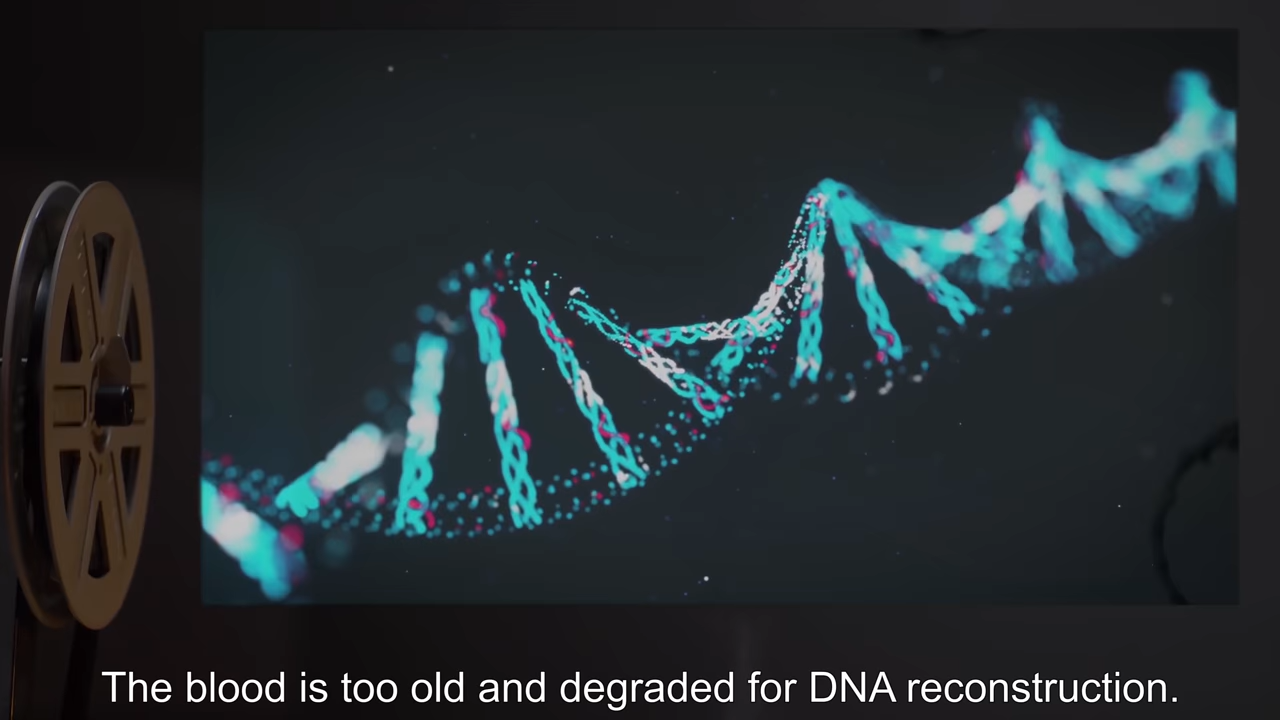 The blood is too old and degraded for DNA reconstruction.